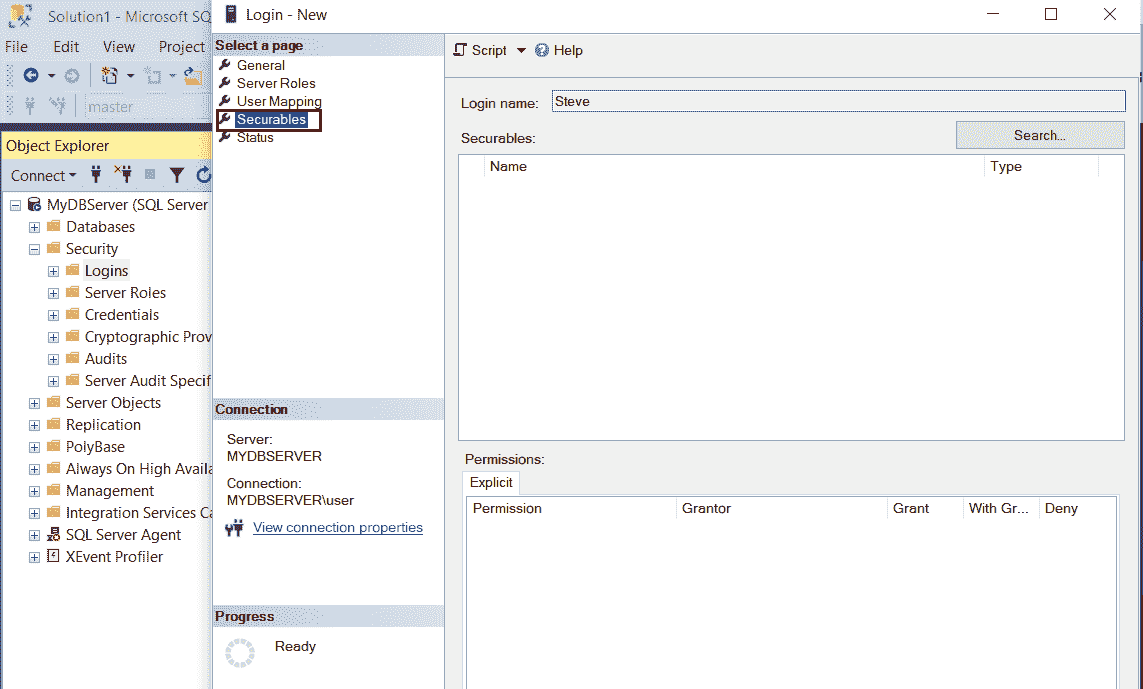 Solution1 - Microsoft SQ
File Edit View Project
master
Object Explorer
Connect
MyDBServer (SQL Server
Databases
Security
Logins
Server Roles
Credentials
Cryptographic Prov
Audits
Server Audit Specif
Server Objects
Replication
PolyBase
Always On High Availa
Management
Integration Services Ca
SQL Server Agent
XEvent Profiler
Login - New
Select a page
General
Server Roles
User Mapping
Securables
Status
Connection
Server:
MYDBSERVER
Connection:
MYDBSERVER\user
View connection properties
Progress
Ready
Script Help
Login name: Steve
Securables: Search...
Name Type
Permissions:
Explicit
Permission Grantor Grant With Gr... Deny